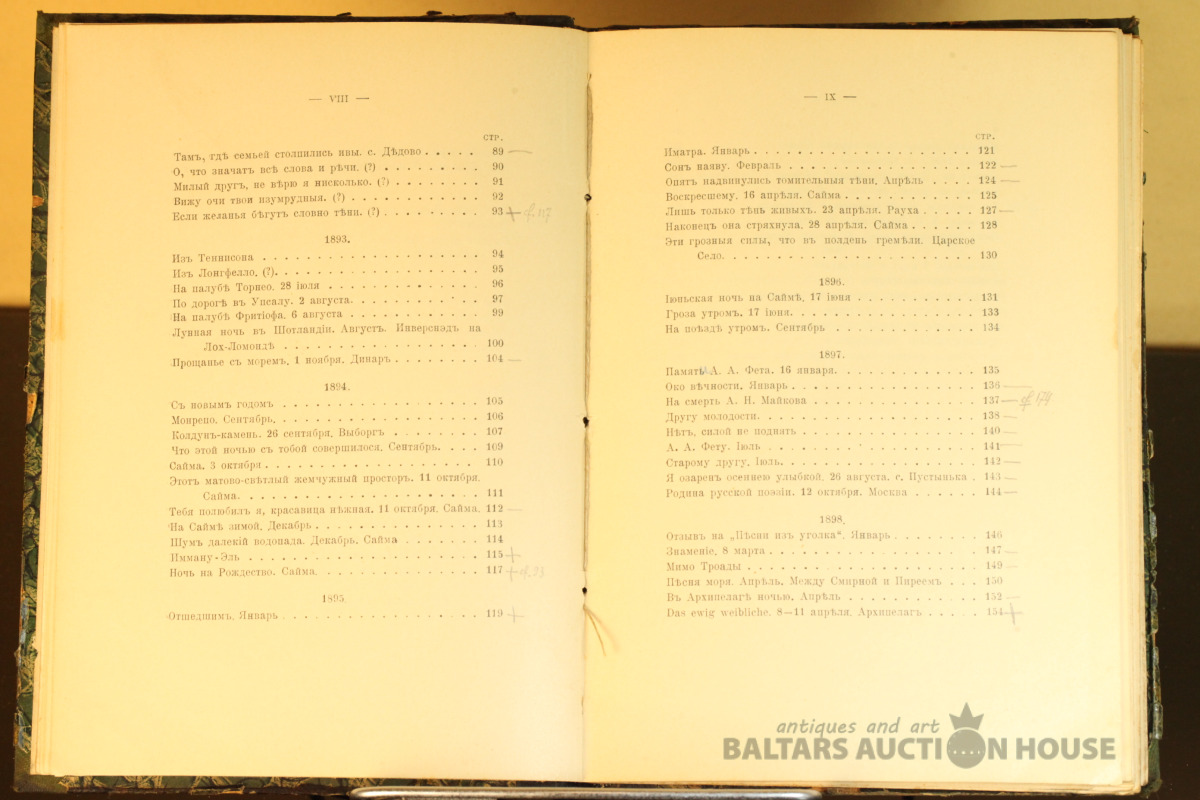 — VIII —
СТР.
Тамъ, гдѣ семьей столпились ивы. с. Дѣдово . . . . . 89 —
О, что значатъ всѣ слова и рѣчи. (?) . . . . . . . . . 90
Милый другъ, не вѣрю я нисколько. (?) . . . . . . . . 91
Вижу очи твои изумрудныя. (?) . . . . . . . . . . . . 92
Если желанья бѣгутъ словно тѣни. (?) . . . . . . . . . 93 + cf. 117
1893.
Изъ Теннисона . . . . . . . . . . . . . . . . . 94
Изъ Лонгфелло. (?). . . . . . . . . . . . . . . . 95
На палубѣ Торнео. 28 іюля . . . . . . . . . . . . . 96
По дорогѣ въ Упсалу. 2 августа. . . . . . . . . . . . 97
На палубѣ Фритіофа. 6 августа . . . . . . . . . . . . 99
Лунная ночь въ Шотландіи. Августъ. Инверснэдъ на
Лох-Ломондѣ . . . . . . . . . . . . . . . . 100
Прощанье съ моремъ. 1 ноября. Динаръ . . . . . . . . 104 —
1894.
Съ новымъ годомъ . . . . . . . . . . . . . . . . 105
Монрепо. Сентябрь. . . . . . . . . . . . . . . . . 106
Колдунъ-камень. 26 сентября. Выборгъ . . . . . . . . 107
Что этой ночью съ тобой совершилося. Сентябрь. . . . . 109
Сайма. 3 октября . . . . . . . . . . . . . . . . . 110
Этотъ матово-свѣтлый жемчужный просторъ. 11 октября.
Сайма. . . . . . . . . . . . . . . . . . . 111
Тебя полюбилъ я, красавица нѣжная. 11 октября. Сайма. 112 —
На Саймѣ зимой. Декабрь . . . . . . . . . . . . . . 113
Шумъ далекій водопада. Декабрь. Сайма . . . . . . . 114
Имману-Эль . . . . . . . . . . . . . . . . . . 115 +
Ночь на Рождество. Сайма. . . . . . . . . . . . . . 117 + cf. 93
1895.
Отшедшимъ. Январь . . . . . . . . . . . . . . . . 119 +
— IX —
СТР.
Иматра. Январь . . . . . . . . . . . . . . . . . 121
Сонъ наяву. Февраль . . . . . . . . . . . . . . . 122 —
Опять надвинулись томительныя тѣни. Апрѣль . . . . 124 —
Воскресшему. 16 апрѣля. Сайма . . . . . . . . . . . 125
Лишь только тѣнь живыхъ. 23 апрѣля. Рауха . . . . . 127 —
Наконецъ она стряхнула. 28 апрѣля. Сайма . . . . . . 128
Эти грозныя силы, что въ полдень гремѣли. Царское
Село. . . . . . . . . . . . . . . . . . . . 130
1896.
Іюньская ночь на Саймѣ. 17 іюня . . . . . . . . . . 131
Гроза утромъ. 17 іюня. . . . . . . . . . . . . . . 133
На поѣздѣ утромъ. Сентябрь . . . . . . . . . . . . 134
1897.
Память А. А. Фета. 16 января. . . . . . . . . . . . 135
Око вѣчности. Январь . . . . . . . . . . . . . . . 136 —
На смерть А. Н. Майкова . . . . . . . . . . . . . 137 — cf. 174
Другу молодости. . . . . . . . . . . . . . . . . . 138 —
Нѣтъ, силой не поднять . . . . . . . . . . . . . . 140 —
А. А. Фету. Іюль . . . . . . . . . . . . . . . . . 141 —
Старому другу. Іюль. . . . . . . . . . . . . . . . 142 —
Я озаренъ осеннею улыбкой. 26 августа. с. Пустынька . 143 —
Родина русской поэзіи. 12 октября. Москва . . . . . . 144 —
1898.
Отзывъ на „Пѣсни изъ уголка“. Январь . . . . . . . 146
Знаменіе. 8 марта . . . . . . . . . . . . . . . . 147 —
Мимо Троады . . . . . . . . . . . . . . . . . . 149 —
Пѣсня моря. Апрѣль. Между Смирной и Пиреемъ . . . 150
Въ Архипелагѣ ночью. Апрѣль . . . . . . . . . . . 152 —
Das ewig weibliche. 8—11 апрѣля. Архипелагъ . . . . . 154 +
antiques and art
BALTARS AUCTION HOUSE